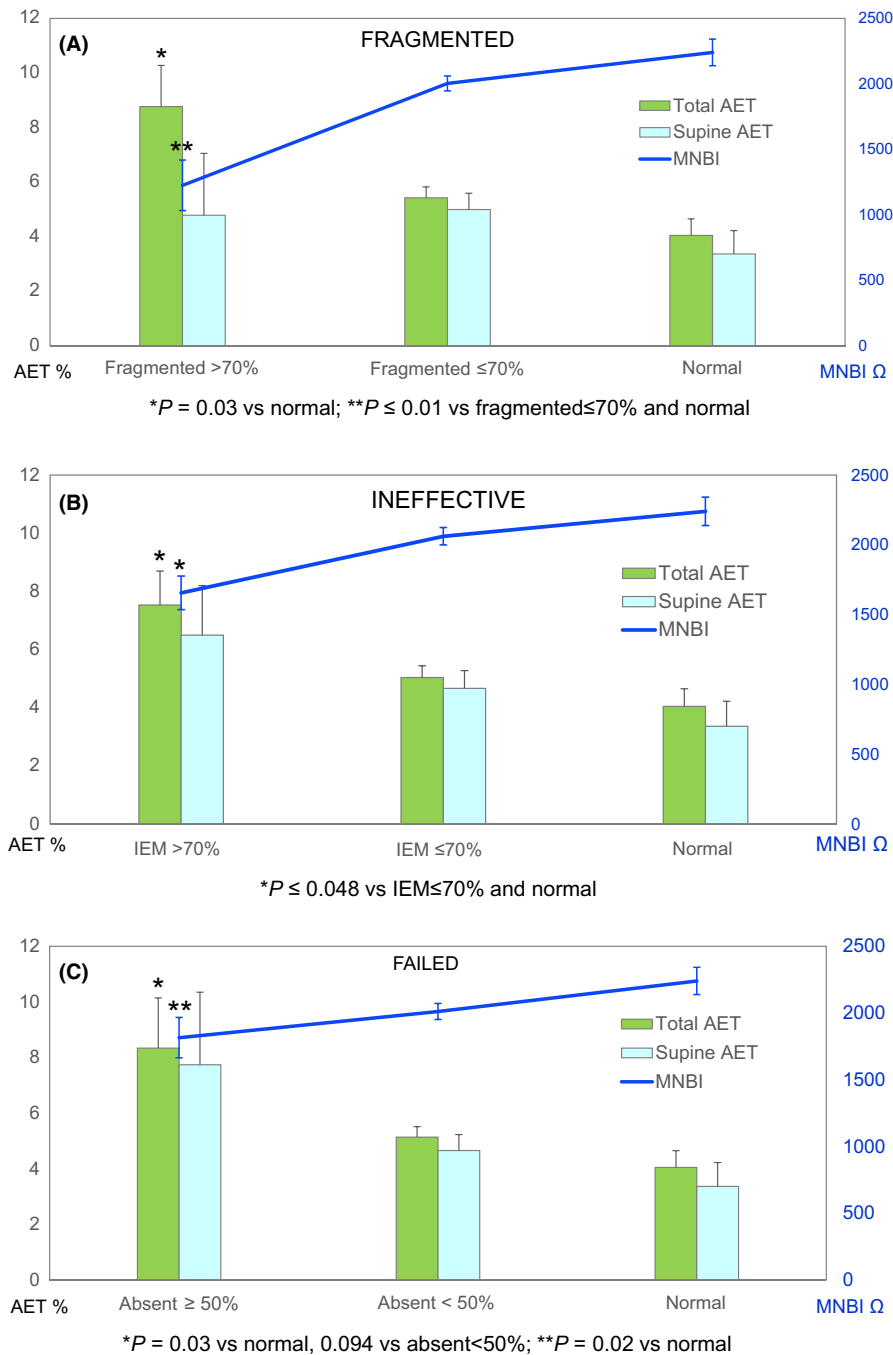 (A)
FRAGMENTED
12
10
8
6
4
2
0
2500
2000
1500
1000
500
0
*
**
Total AET
Supine AET
MNBI
AET %
Fragmented >70%
Fragmented ≤70%
Normal
MNBI Ω
*P = 0.03 vs normal; **P ≤ 0.01 vs fragmented≤70% and normal
(B)
INEFFECTIVE
12
10
8
6
4
2
0
2500
2000
1500
1000
500
0
* *
Total AET
Supine AET
MNBI
AET %
IEM >70%
IEM ≤70%
Normal
MNBI Ω
*P ≤ 0.048 vs IEM≤70% and normal
(C)
FAILED
12
10
8
6
4
2
0
2500
2000
1500
1000
500
0
*
**
Total AET
Supine AET
MNBI
AET %
Absent ≥ 50%
Absent < 50%
Normal
MNBI Ω
*P = 0.03 vs normal, 0.094 vs absent<50%; **P = 0.02 vs normal